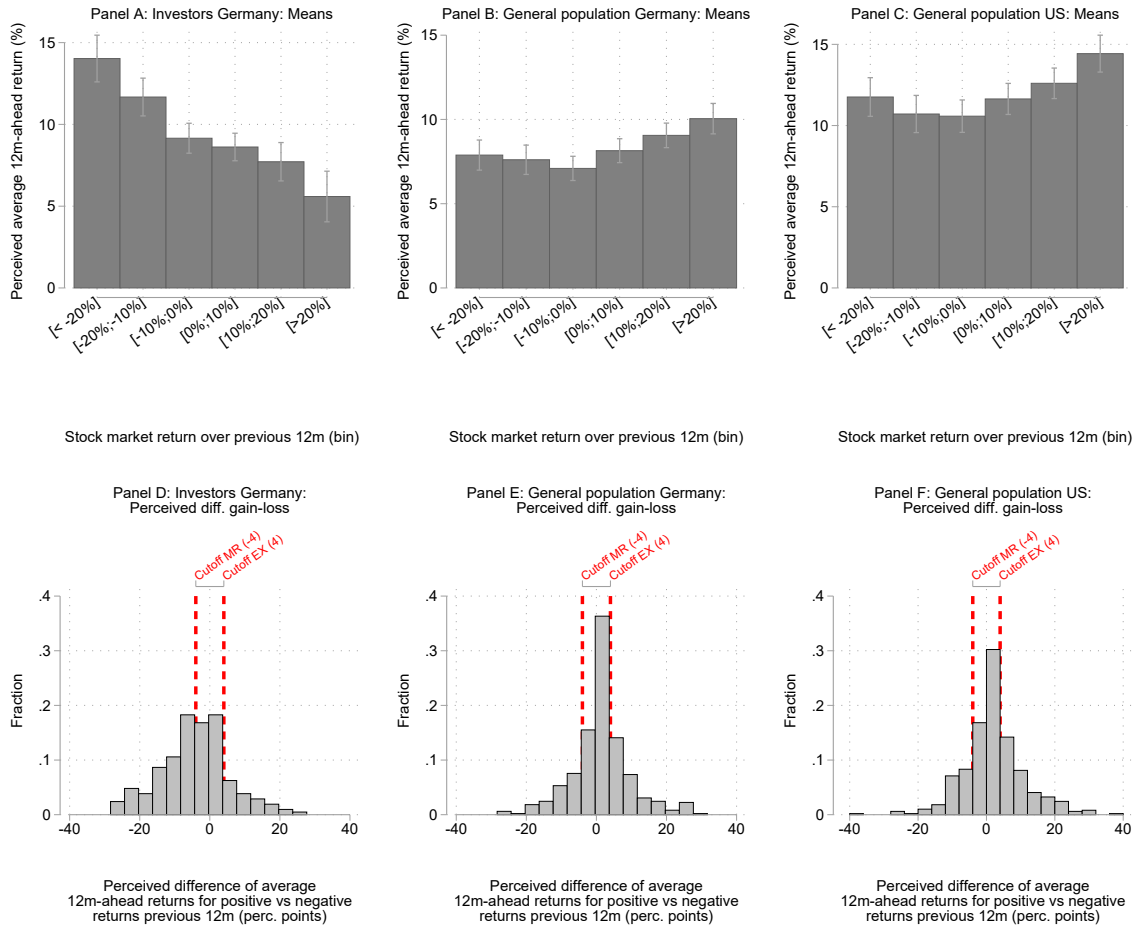 Panel A: Investors Germany: Means
Perceived average 12m-ahead return (%)
15
10
5
0
[< -20%]
[-20%;-10%]
[-10%;0%]
[0%;10%]
[10%;20%]
[>20%]
Stock market return over previous 12m (bin)
Panel B: General population Germany: Means
Perceived average 12m-ahead return (%)
15
10
5
0
[< -20%]
[-20%;-10%]
[-10%;0%]
[0%;10%]
[10%;20%]
[>20%]
Stock market return over previous 12m (bin)
Panel C: General population US: Means
Perceived average 12m-ahead return (%)
15
10
5
0
[< -20%]
[-20%;-10%]
[-10%;0%]
[0%;10%]
[10%;20%]
[>20%]
Stock market return over previous 12m (bin)
Panel D: Investors Germany:
Perceived diff. gain-loss
Cutoff MR (-4)
Cutoff EX (4)
Fraction
.4
.3
.2
.1
0
-40
-20
0
20
40
Perceived difference of average
12m-ahead returns for positive vs negative
returns previous 12m (perc. points)
Panel E: General population Germany:
Perceived diff. gain-loss
Cutoff MR (-4)
Cutoff EX (4)
Fraction
.4
.3
.2
.1
0
-40
-20
0
20
40
Perceived difference of average
12m-ahead returns for positive vs negative
returns previous 12m (perc. points)
Panel F: General population US:
Perceived diff. gain-loss
Cutoff MR (-4)
Cutoff EX (4)
Fraction
.4
.3
.2
.1
0
-40
-20
0
20
40
Perceived difference of average
12m-ahead returns for positive vs negative
returns previous 12m (perc. points)